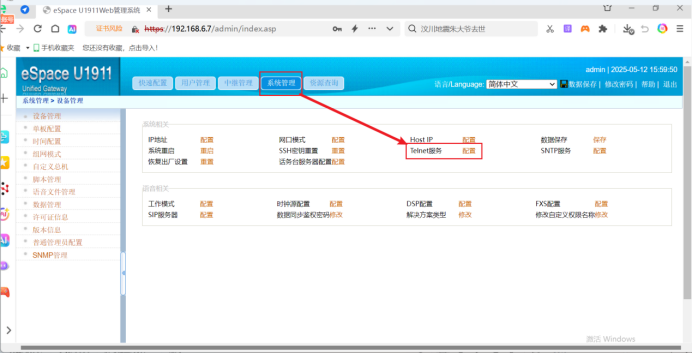 eSpace U1911Web管理系统
证书风险 https://192.168.6.7/admin/index.asp 汶川地震朱大爷去世
收藏 手机收藏夹 您还没有收藏，点击导入!
eSpace U1911
Unified Gateway
admin | 2025-05-12 15:59:50
快速配置 用户管理 中继管理 系统管理 资源查询
语言/Language: 简体中文 数据保存 | 修改密码 | 帮助 | 退出
系统管理 > 设备管理
设备管理
单板配置
时间配置
组网模式
自定义总机
脚本管理
语音文件管理
数据管理
许可证信息
版本信息
普通管理员配置
SNMP管理
系统相关
IP地址 配置 网口模式 配置 Host IP 配置 数据保存 保存
系统重启 重启 SSH密钥重置 重置 Telnet服务 配置 SNTP服务 配置
恢复出厂设置 重置 话务台服务器配置 配置
语音相关
工作模式 配置 时钟源配置 配置 DSP配置 配置 FXS配置 配置
SIP服务器 配置 数据同步鉴权密码 修改 解决方案类型 修改 修改自定义权限名称 修改
激活 Windows